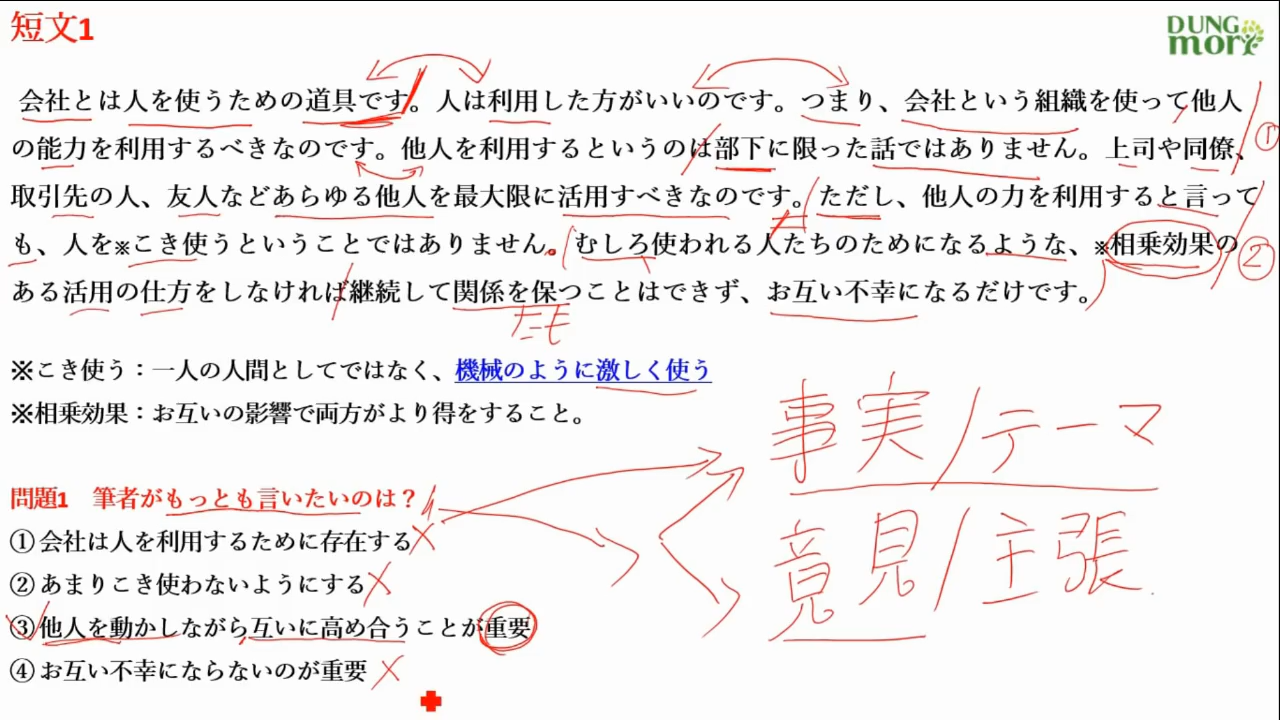 短文1
DUNG
mori
会社とは人を使うための道具です。人は利用した方がいいのです。つまり、会社という組織を使って他人
の能力を利用するべきなのです。他人を利用するというのは部下に限った話ではありません。上司や同僚、
取引先の人、友人などあらゆる他人を最大限に活用すべきなのです。ただし、他人の力を利用すると言って
も、人を※こき使うということではありません。むしろ使われる人たちのためになるような、※相乗効果の
ある活用の仕方をしなければ継続して関係を保つことはできず、お互い不幸になるだけです。
①
②
たもつ
※こき使う：一人の人間としてではなく、機械のように激しく使う
※相乗効果：お互いの影響で両方がより得をすること。
事実/テーマ
意見/主張
問題1 筆者がもっとも言いたいのは？
①会社は人を利用するために存在する
②あまりこき使わないようにする
③他人を動かしながら互いに高め合うことが重要
④お互い不幸にならないのが重要